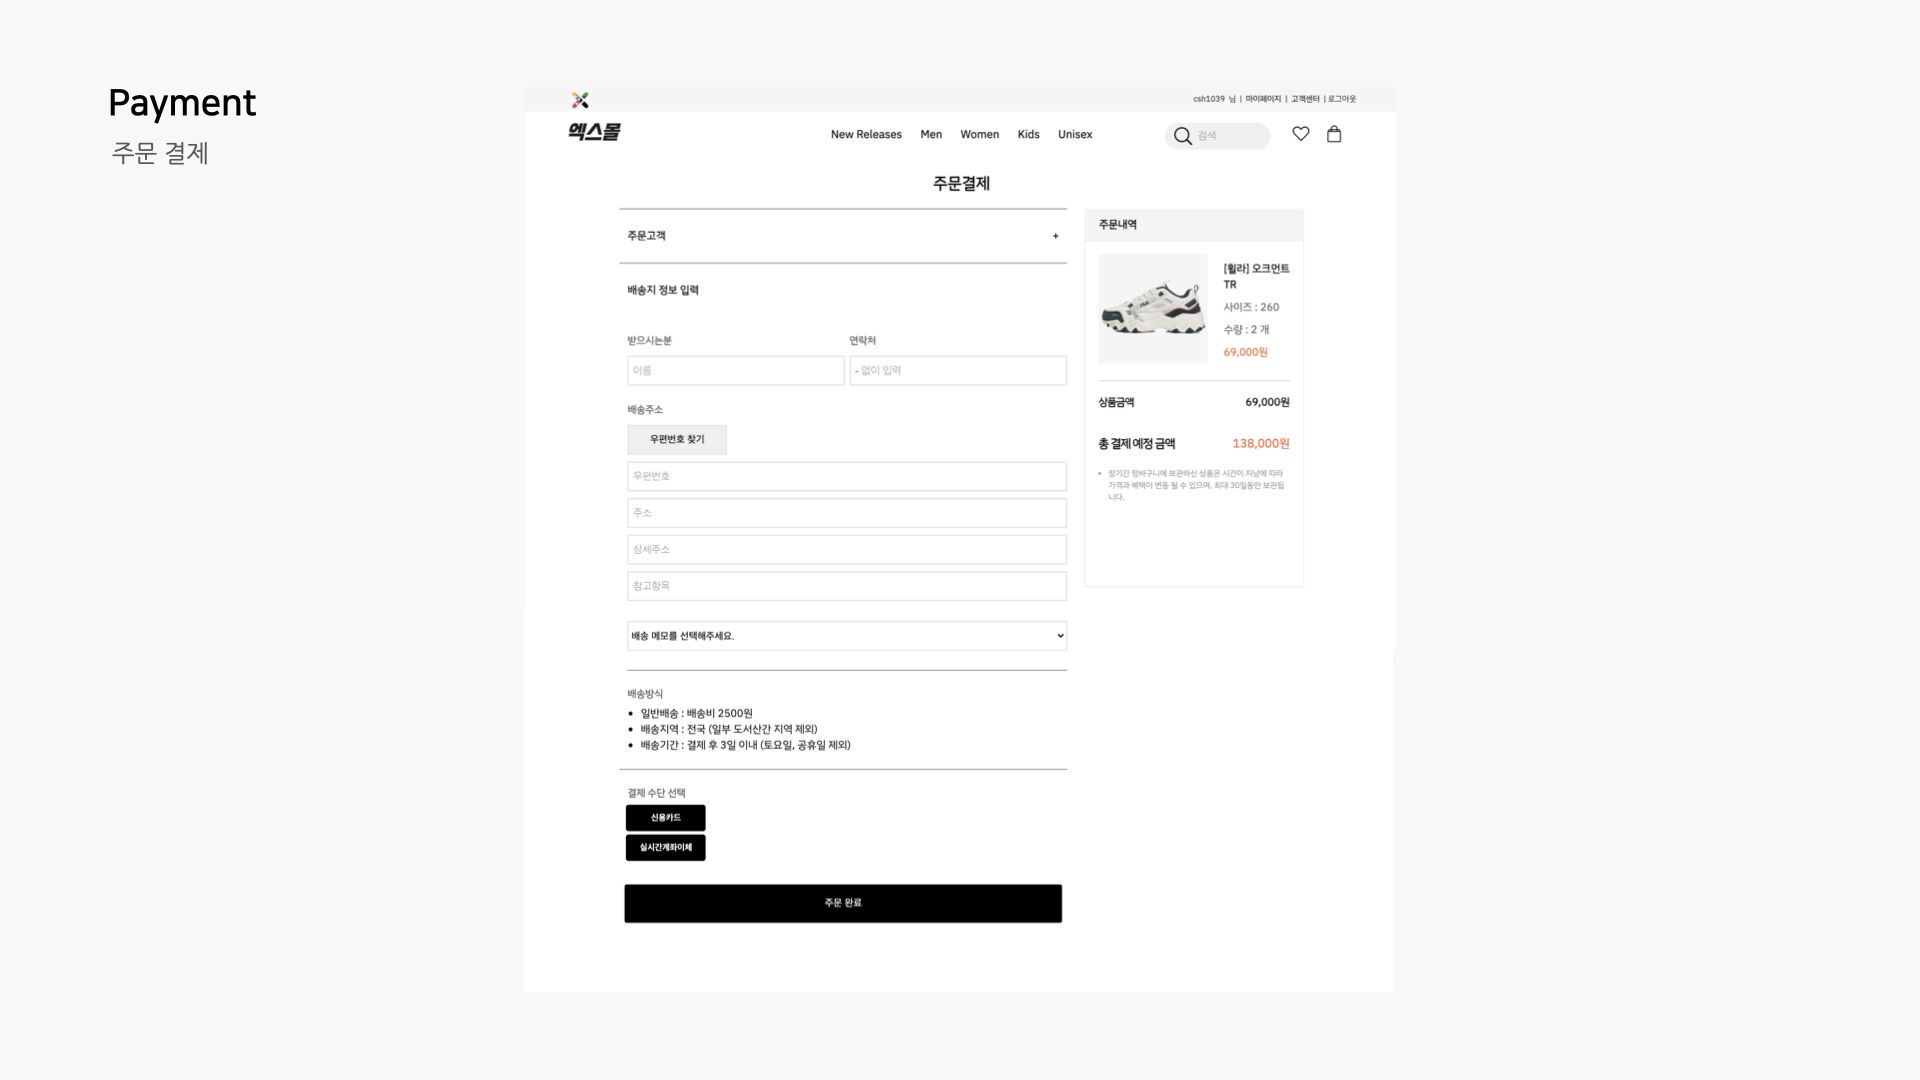 Payment
주문 결제
csh1039 님 | 마이페이지 | 고객센터 | 로그아웃
엑스몰
New Releases Men Women Kids Unisex
검색
주문결제
주문고객 +
배송지 정보 입력
받으시는분 연락처
이름 - 없이 입력
배송주소
우편번호 찾기
우편번호
주소
상세주소
참고항목
배송 메모를 선택해주세요.
배송방식
• 일반배송 : 배송비 2500원
• 배송지역 : 전국 (일부 도서산간 지역 제외)
• 배송기간 : 결제 후 3일 이내 (토요일, 공휴일 제외)
결제 수단 선택
신용카드
실시간계좌이체
주문 완료
주문내역
[휠라] 오크먼트
TR
사이즈 : 260
수량 : 2 개
69,000원
상품금액 69,000원
총 결제 예정 금액 138,000원
• 장기간 장바구니에 보관하신 상품은 시간이 지남에 따라
가격과 혜택이 변동 될 수 있으며, 최대 30일동안 보관됩
니다.